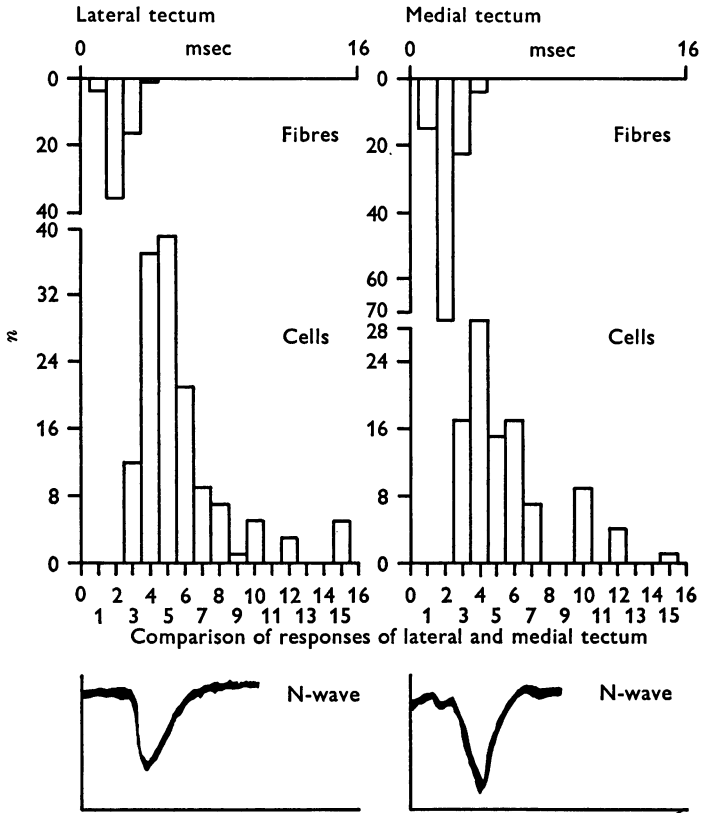 Lateral tectum
0 msec 16
0
20
40
Fibres
40
32
24
16
8
0
n
Cells
0 2 4 6 8 10 12 14 16
1 3 5 7 9 11 13 15
Medial tectum
0 msec 16
0
20
40
60
70
Fibres
28
24
16
8
0
Cells
0 2 4 6 8 10 12 14 16
1 3 5 7 9 11 13 15
Comparison of responses of lateral and medial tectum
N-wave
N-wave